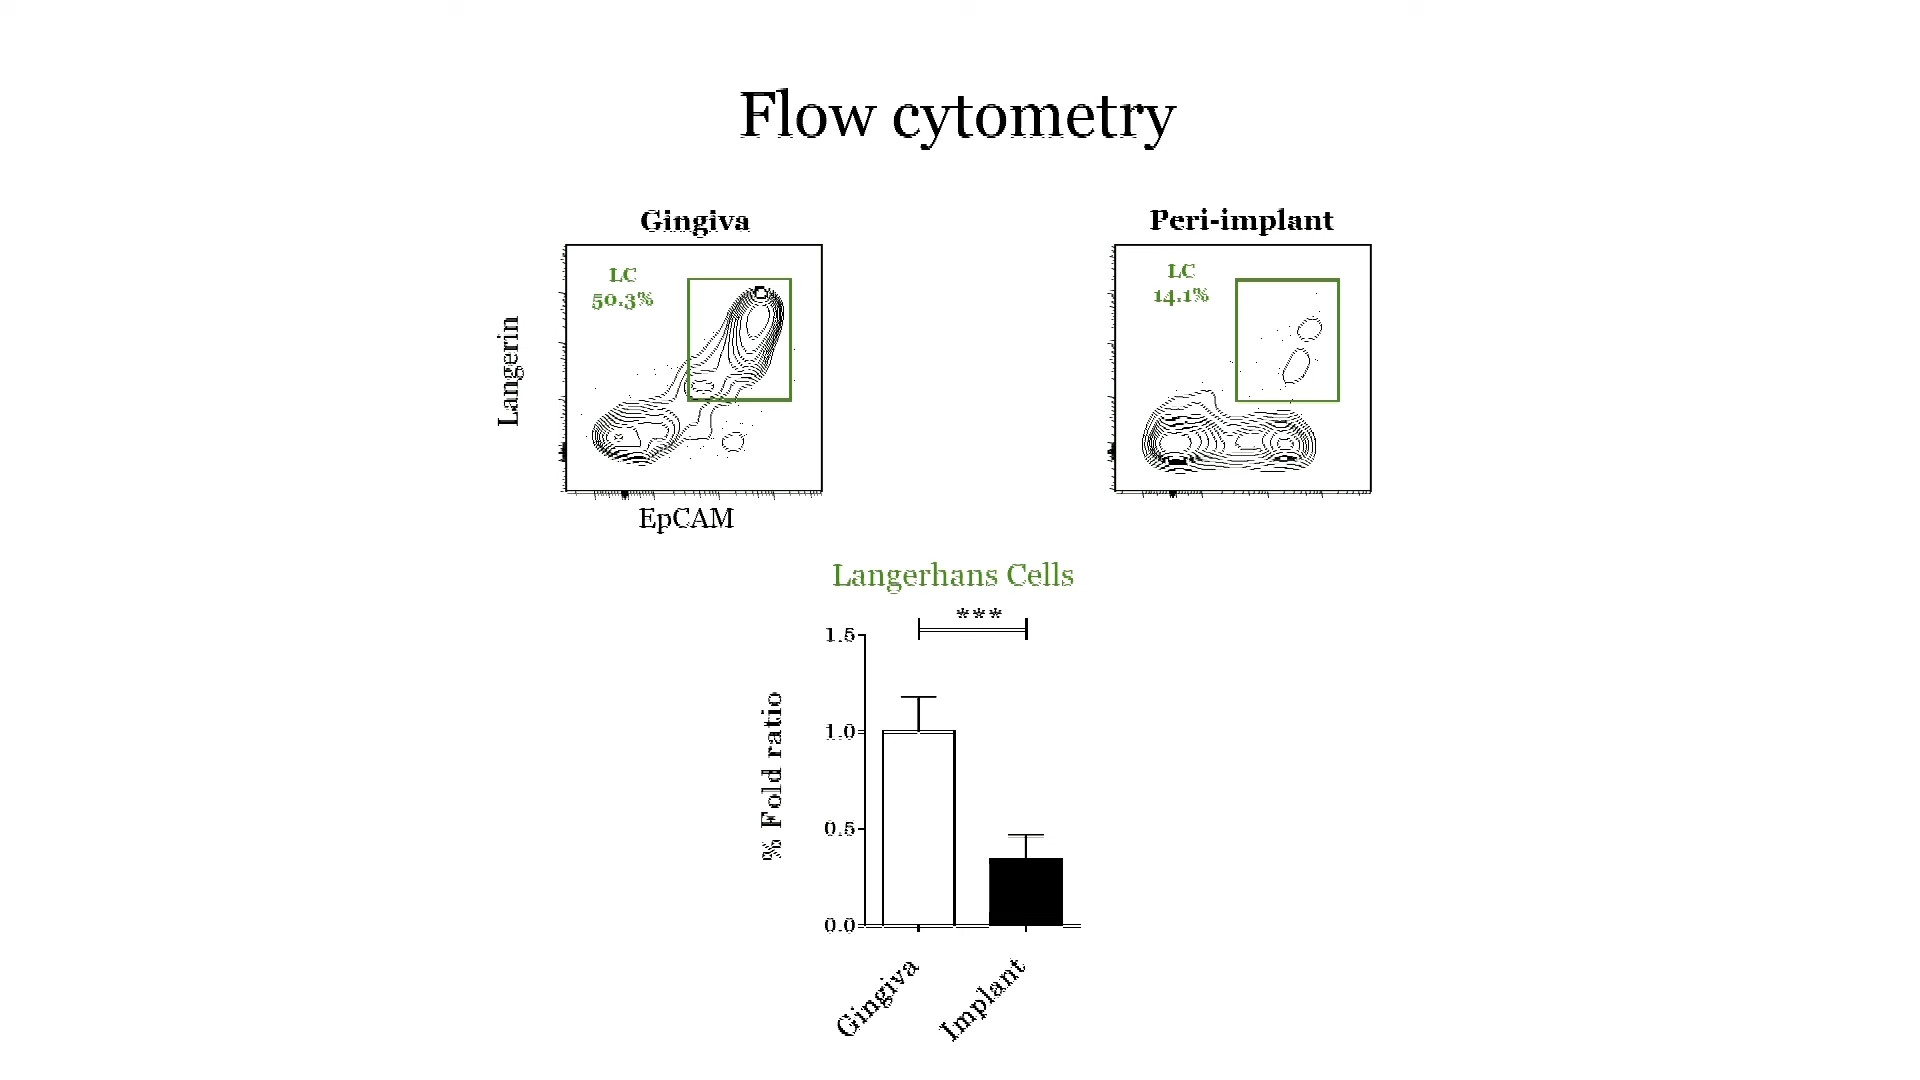 Flow cytometry
Gingiva
Peri-implant
LC
50.3%
LC
14.1%
Langerin
EpCAM
Langerhans Cells
***
1.5
1.0
0.5
0.0
% Fold ratio
Gingiva
Implant